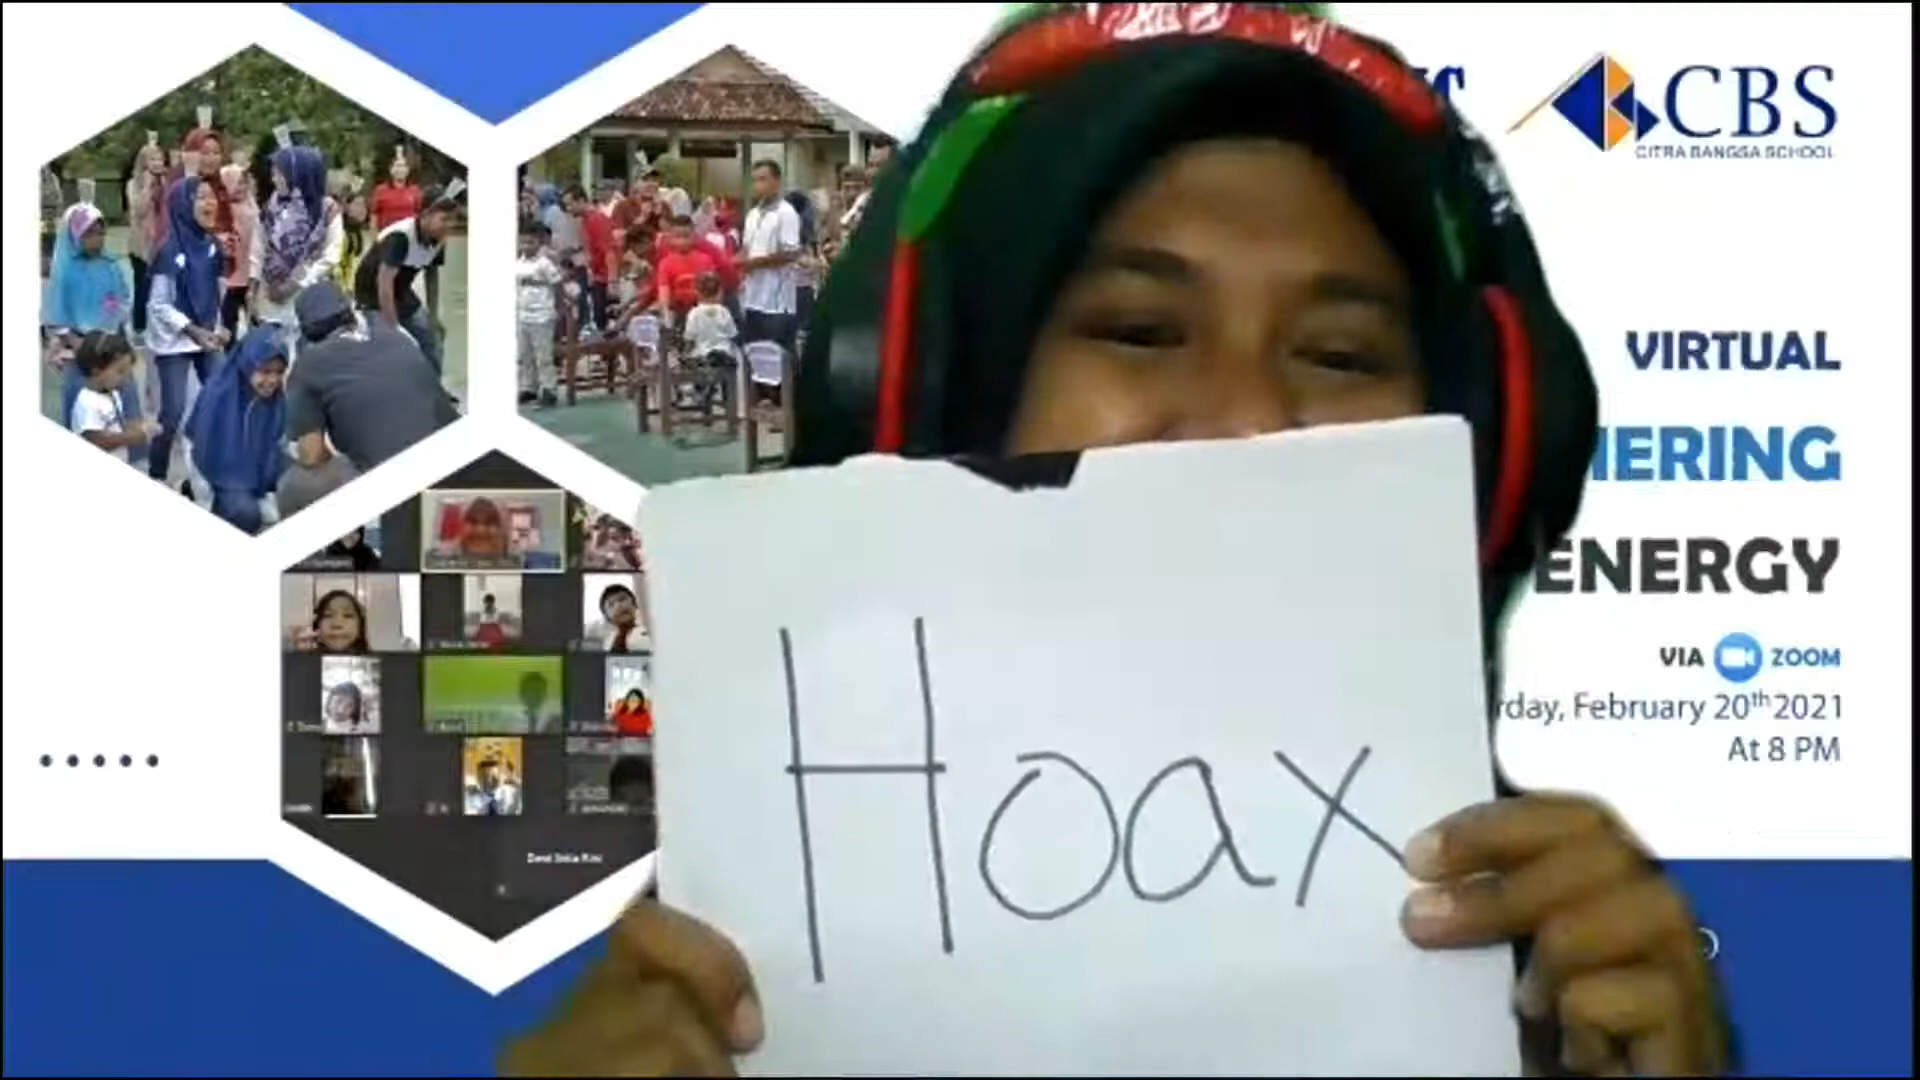 CBS
CITRA BANGSA SCHOOL
VIRTUAL
HERING
ENERGY
VIA ZOOM
rday, February 20th 2021
At 8 PM
Hoax